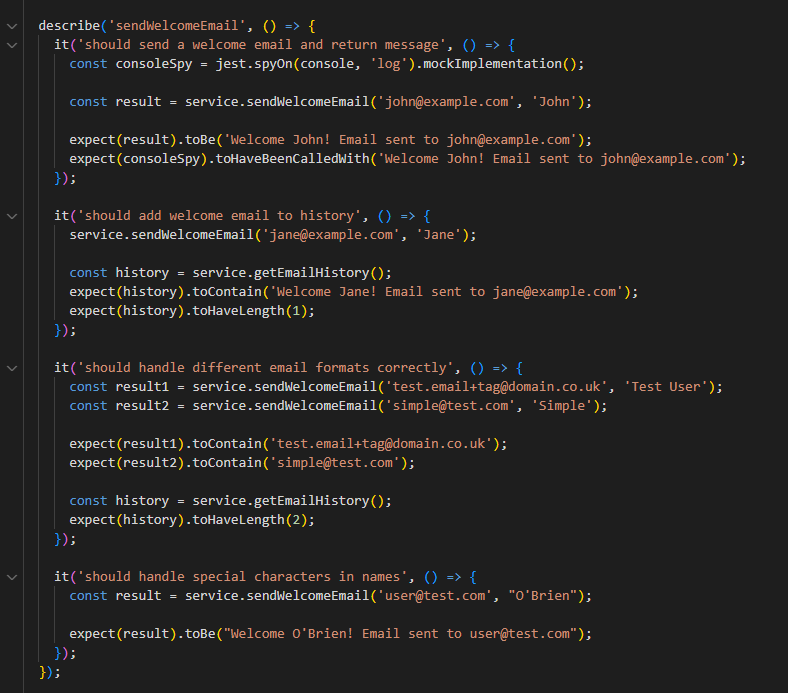 describe('sendWelcomeEmail', () => {
it('should send a welcome email and return message', () => {
const consoleSpy = jest.spyOn(console, 'log').mockImplementation();
const result = service.sendWelcomeEmail('john@example.com', 'John');
expect(result).toBe('Welcome John! Email sent to john@example.com');
expect(consoleSpy).toHaveBeenCalledWith('Welcome John! Email sent to john@example.com');
});
it('should add welcome email to history', () => {
service.sendWelcomeEmail('jane@example.com', 'Jane');
const history = service.getEmailHistory();
expect(history).toContain('Welcome Jane! Email sent to jane@example.com');
expect(history).toHaveLength(1);
});
it('should handle different email formats correctly', () => {
const result1 = service.sendWelcomeEmail('test.email+tag@domain.co.uk', 'Test User');
const result2 = service.sendWelcomeEmail('simple@test.com', 'Simple');
expect(result1).toContain('test.email+tag@domain.co.uk');
expect(result2).toContain('simple@test.com');
const history = service.getEmailHistory();
expect(history).toHaveLength(2);
});
it('should handle special characters in names', () => {
const result = service.sendWelcomeEmail('user@test.com', "O'Brien");
expect(result).toBe("Welcome O'Brien! Email sent to user@test.com");
});
});